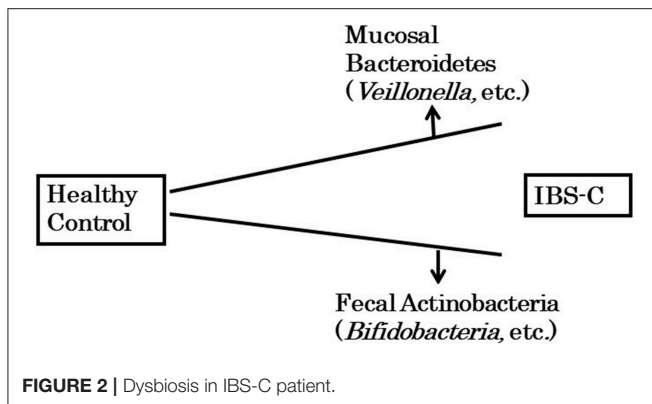 Mucosal
Bacteroidetes
(Veillonella, etc.)
Healthy
Control
IBS-C
Fecal Actinobacteria
(Bifidobacteria, etc.)
FIGURE 2 | Dysbiosis in IBS-C patient.